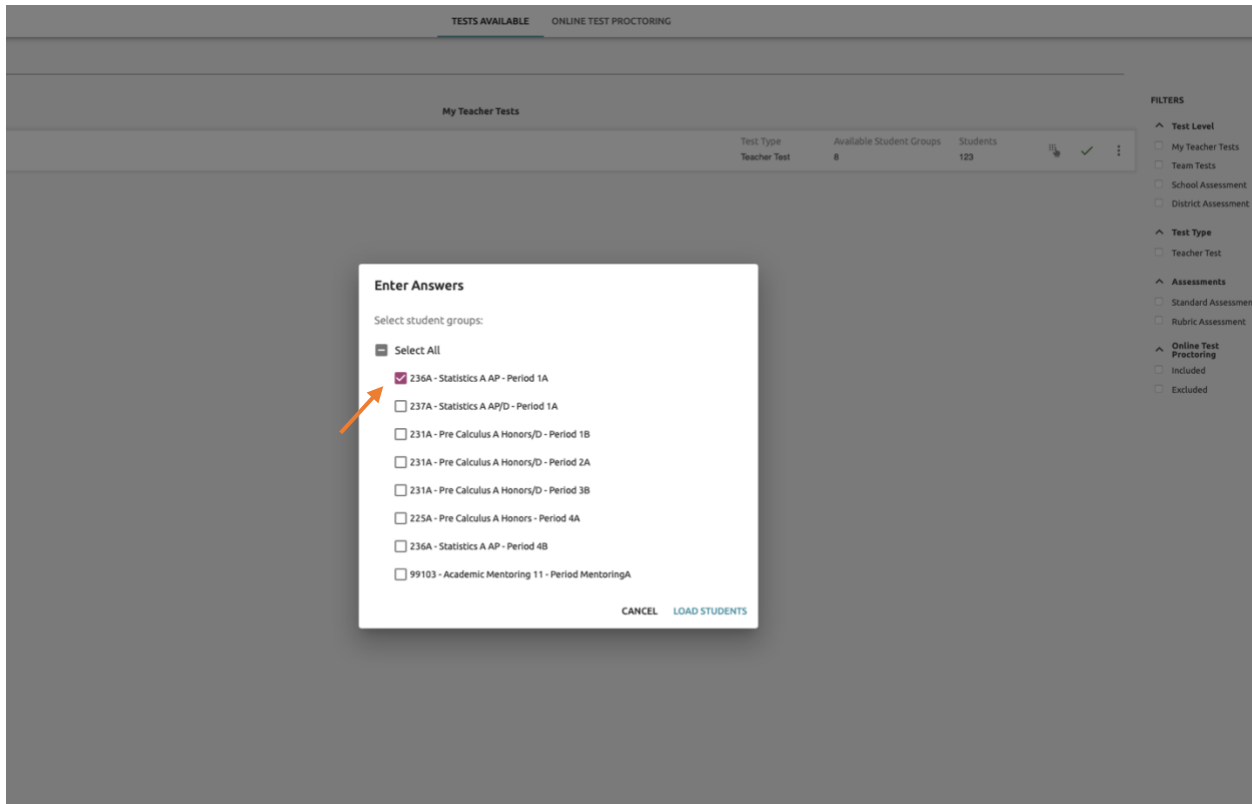 TESTS AVAILABLE ONLINE TEST PROCTORING
My Teacher Tests
Test Type Available Student Groups Students
Teacher Test 8 123
Enter Answers
Select student groups:
Select All
236A - Statistics A AP - Period 1A
237A - Statistics A AP/D - Period 1A
231A - Pre Calculus A Honors/D - Period 1B
231A - Pre Calculus A Honors/D - Period 2A
231A - Pre Calculus A Honors/D - Period 3B
225A - Pre Calculus A Honors - Period 4A
236A - Statistics A AP - Period 4B
99103 - Academic Mentoring 11 - Period MentoringA
CANCEL LOAD STUDENTS
FILTERS
Test Level
My Teacher Tests
Team Tests
School Assessment
District Assessment
Test Type
Teacher Test
Assessments
Standard Assessmen
Rubric Assessment
Online Test
Proctoring
Included
Excluded